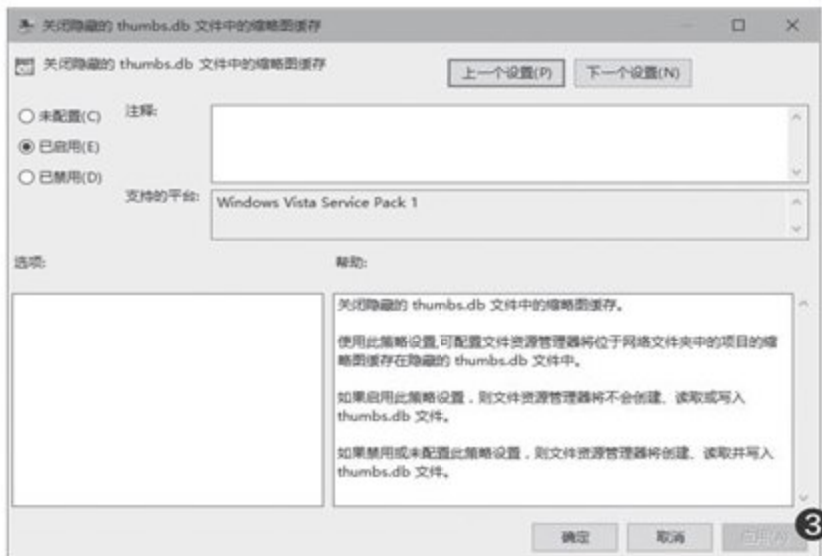 关闭隐藏的 thumbs.db 文件中的缩略图缓存
关闭隐藏的 thumbs.db 文件中的缩略图缓存
上一个设置(P)
下一个设置(N)
未配置(C)
注释:
已启用(E)
已禁用(D)
支持的平台:
Windows Vista Service Pack 1
选项:
帮助:
关闭隐藏的 thumbs.db 文件中的缩略图缓存。
使用此策略设置,可配置文件资源管理器将位于网络文件夹中的项目的缩
略图缓存在隐藏的 thumbs.db 文件中。
如果启用此策略设置，则文件资源管理器将不会创建、读取或写入
thumbs.db 文件。
如果禁用或未配置此策略设置，则文件资源管理器将创建、读取并写入
thumbs.db 文件。
确定
取消
应用(A)
3